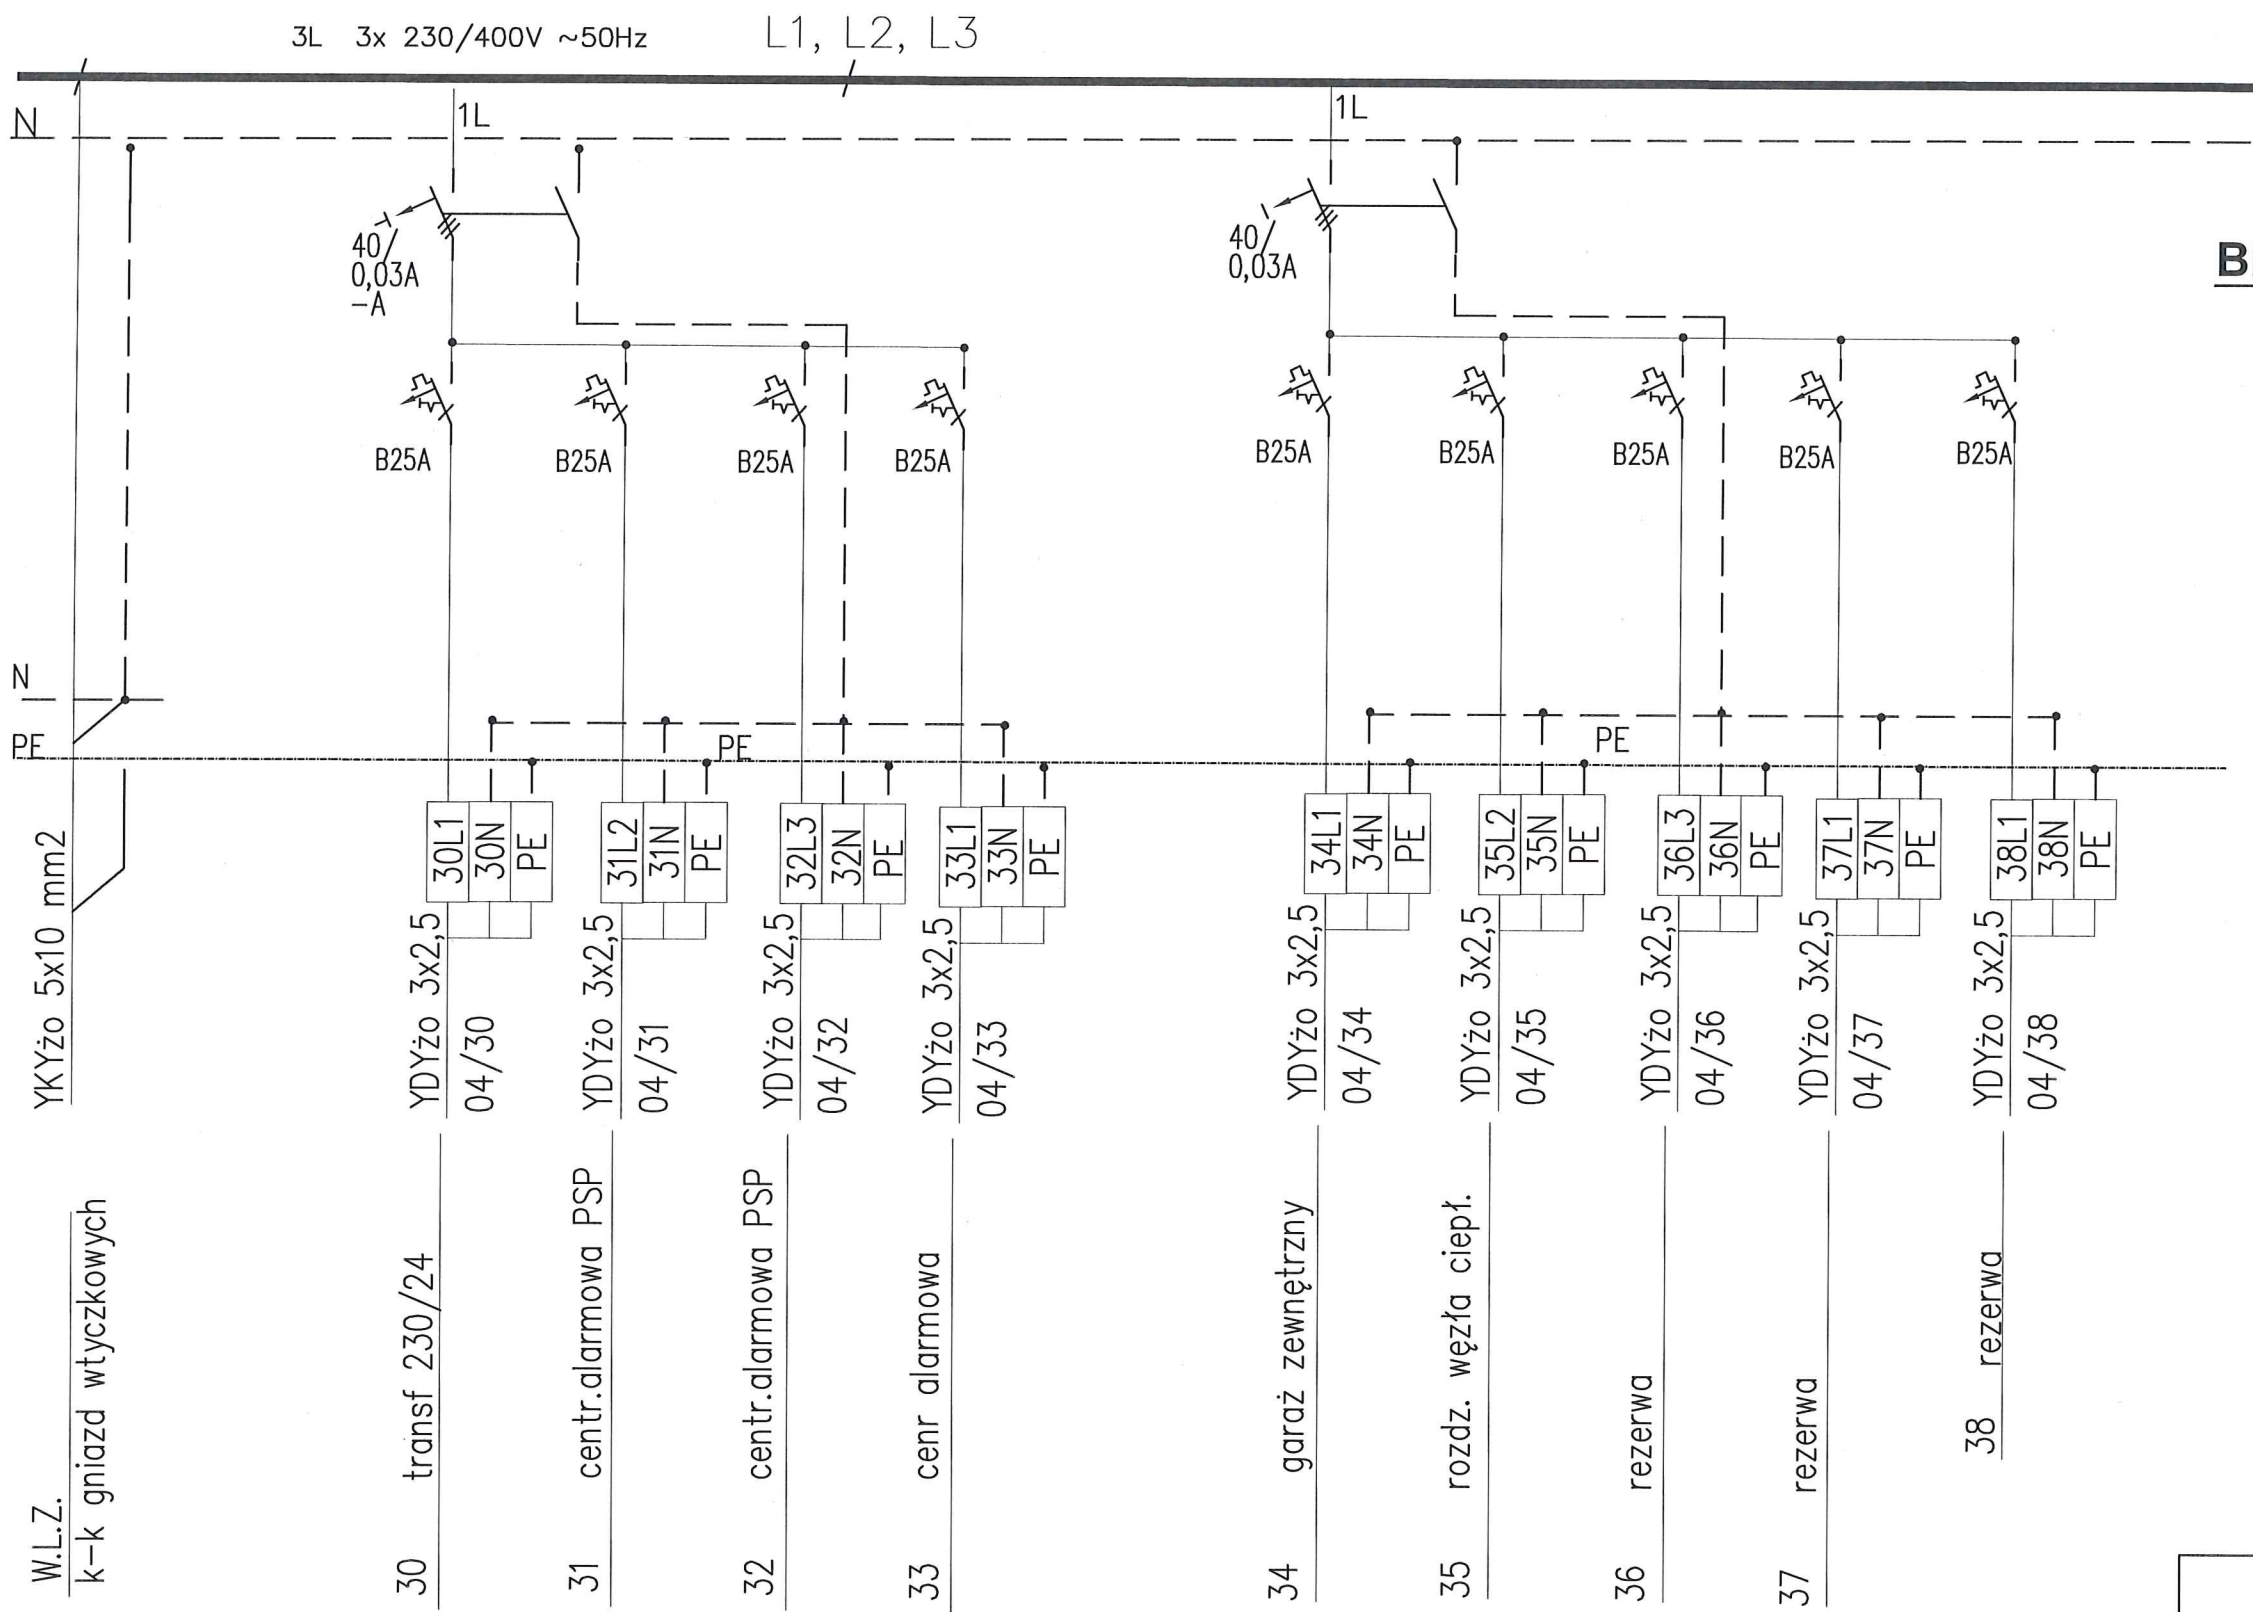 3L 3x 230/400V ~50Hz L1, L2, L3
N
1L
1L
40/
0,03A
-A
40/
0,03A
B
B25A
B25A
B25A
B25A
B25A
B25A
B25A
B25A
B25A
N
PE
PE
PE
30L1
30N
PE
31L2
31N
PE
32L3
32N
PE
33L1
33N
PE
34L1
34N
PE
35L2
35N
PE
36L3
36N
PE
37L1
37N
PE
38L1
38N
PE
YKYżo 5x10 mm2
YDYżo 3x2,5
04/30
YDYżo 3x2,5
04/31
YDYżo 3x2,5
04/32
YDYżo 3x2,5
04/33
YDYżo 3x2,5
04/34
YDYżo 3x2,5
04/35
YDYżo 3x2,5
04/36
YDYżo 3x2,5
04/37
YDYżo 3x2,5
04/38
W.L.Z.
k-k gniazd wtyczkowych
30 transf 230/24
31 centr.alarmowa PSP
32 centr.alarmowa PSP
33 cenr alarmowa
34 garaż zewnętrzny
35 rozdz. węzła ciepł.
36 rezerwa
37 rezerwa
38 rezerwa